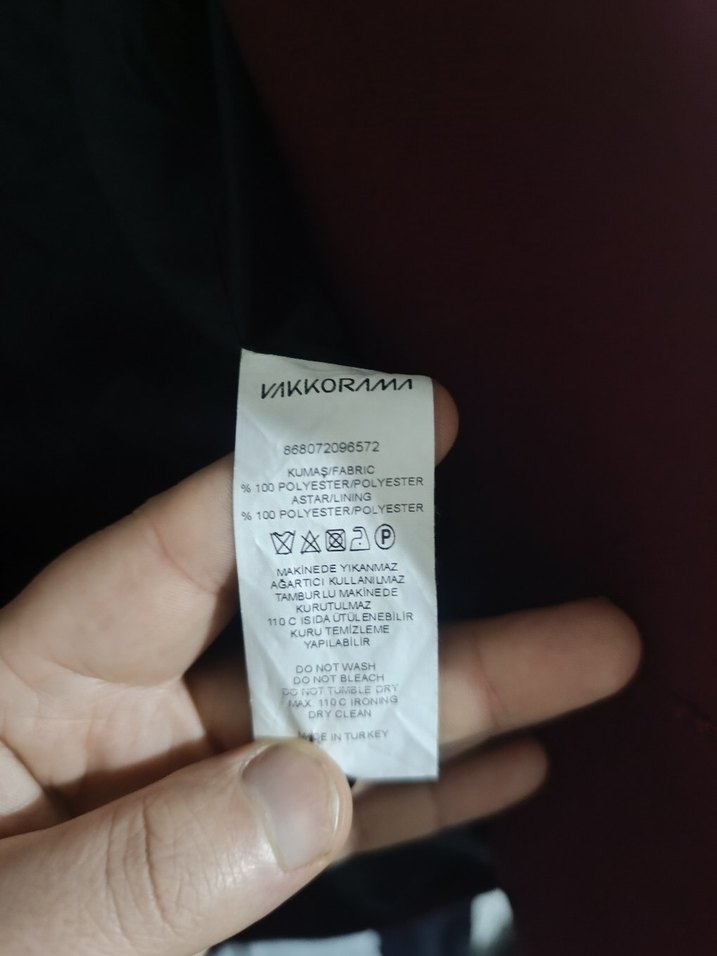 VAKKORAMA
868072096572
KUMAŞ/FABRIC
% 100 POLYESTER/POLYESTER
ASTAR/LINING
% 100 POLYESTER/POLYESTER
P
MAKİNEDE YIKANMAZ
AĞARTICI KULLANILMAZ
TAMBURLU MAKİNEDE
KURUTULMAZ
110 C ISIDA ÜTÜLENEBİLİR
KURU TEMİZLEME
YAPILABİLİR
DO NOT WASH
DO NOT BLEACH
DO NOT TUMBLE DRY
MAX. 110 C IRONING
DRY CLEAN
MADE IN TURKEY